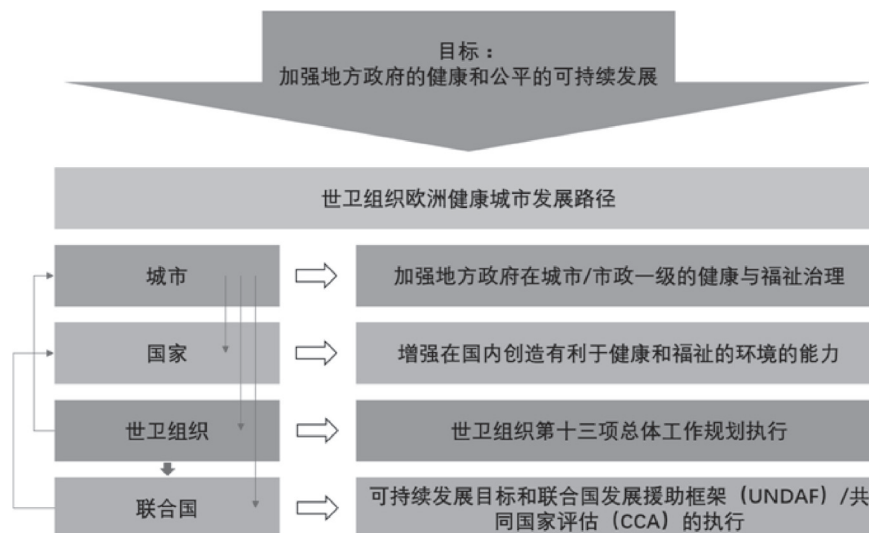 目标：
加强地方政府的健康和公平的可持续发展
世卫组织欧洲健康城市发展路径
城市
加强地方政府在城市/市政一级的健康与福祉治理
国家
增强在国内创造有利于健康和福祉的环境的能力
世卫组织
世卫组织第十三项总体工作规划执行
联合国
可持续发展目标和联合国发展援助框架（UNDAF）/共
同国家评估（CCA）的执行